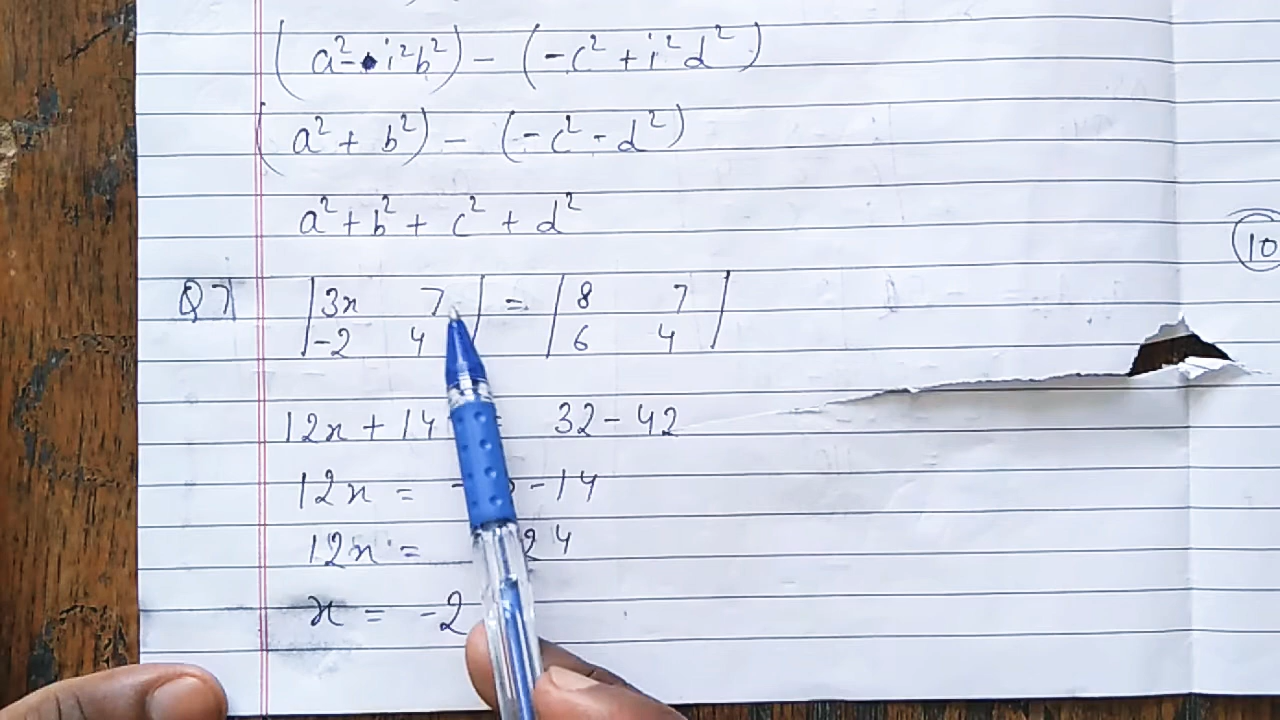 (a²-i²b²) - (-c² + i²d²)
(a² + b²) - (-c² - d²)
a² + b² + c² + d²
10
Q7 |3x 7| = |8 7|
|-2 4| |6 4|
12x + 14 = 32 - 42
12x = - -14
12x = 24
x = -2